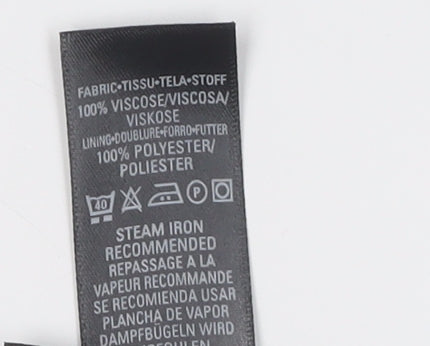 FABRIC•TISSU•TELA•STOFF
100% VISCOSE/VISCOSA/
VISKOSE
LINING•DOUBLURE•FORRO•FUTTER
100% POLYESTER/
POLIESTER
40 P
STEAM IRON
RECOMMENDED
REPASSAGE A LA
VAPEUR RECOMMANDE
SE RECOMIENDA USAR
PLANCHA DE VAPOR
DAMPFBÜGELN WIRD